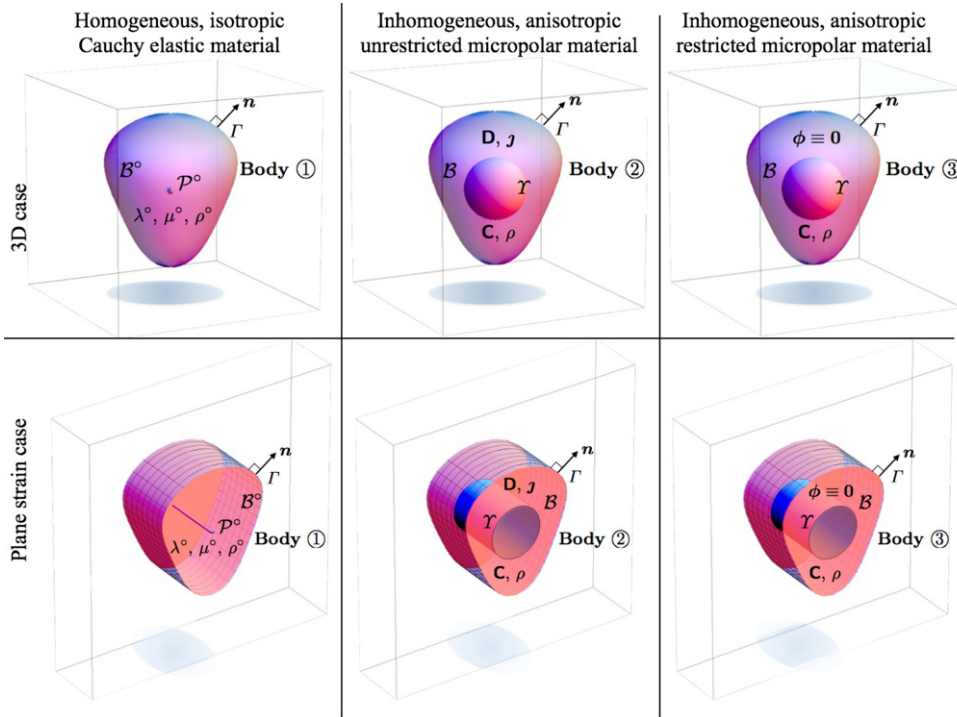 Homogeneous, isotropic
Cauchy elastic material
Inhomogeneous, anisotropic
unrestricted micropolar material
Inhomogeneous, anisotropic
restricted micropolar material
3D case
n
Γ
ℬ°
Body ①
𝒫°
λ°, μ°, ρ°
n
Γ
D, 𝒋
ℬ
Body ②
ϒ
C, ρ
n
Γ
ϕ ≡ 0
ℬ
Body ③
ϒ
C, ρ
Plane strain case
n
Γ
ℬ°
𝒫°
λ°, μ°, ρ°
Body ①
n
Γ
D, 𝒋
ℬ
ϒ
Body ②
C, ρ
n
Γ
ϕ ≡ 0
ℬ
ϒ
Body ③
C, ρ